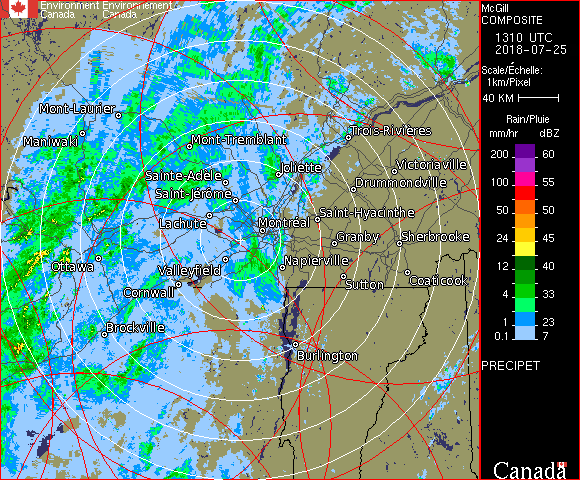 Environment Environnement
Canada Canada
McGill
COMPOSITE
1310 UTC
2018-07-25
Scale/Échelle:
1km/Pixel
40 KM
Rain/Pluie
mm/hr dBZ
200 60
155
100 55
50 50
24 45
12 40
4 33
1 23
0.1 7
PRECIPET
Canada
Mont-Laurier
Maniwaki
Mont-Tremblant
Trois-Rivières
Sainte-Adèle
Joliette
Victoriaville
Saint-Jérôme
Drummondville
Lachute
Montréal
Saint-Hyacinthe
Granby
Sherbrooke
Ottawa
Valleyfield
Napierville
Cornwall
Sutton
Coaticook
Brockville
Burlington